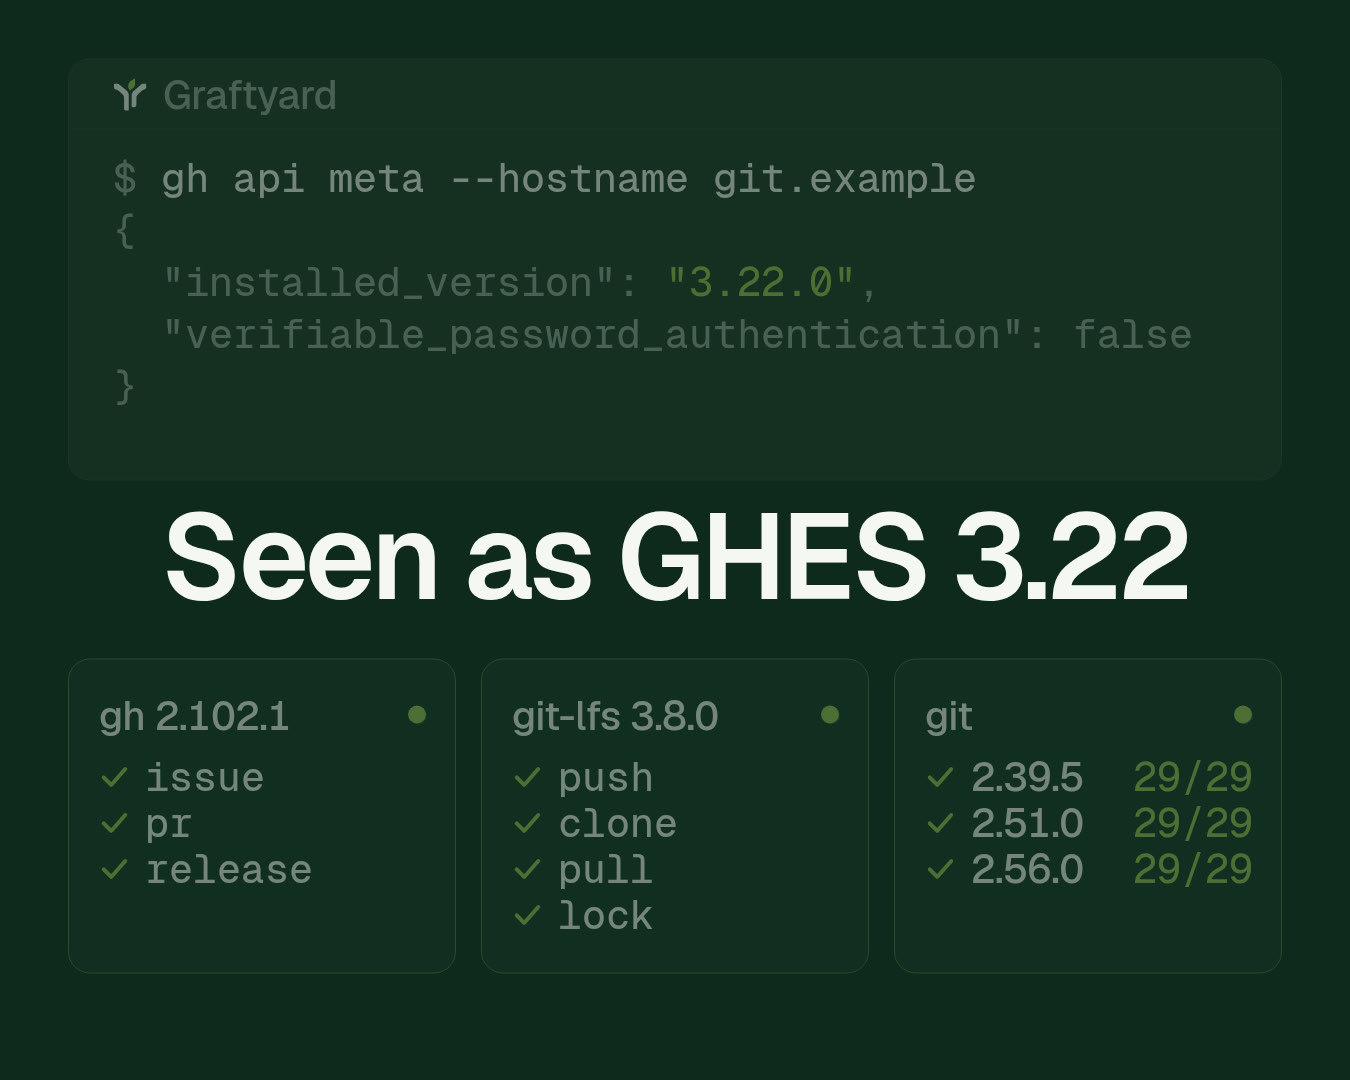 Graftyard
$ gh api meta --hostname git.example
{
"installed_version": "3.22.0",
"verifiable_password_authentication": false
}
Seen as GHES 3.22
gh 2.102.1
✓ issue
✓ pr
✓ release
git-lfs 3.8.0
✓ push
✓ clone
✓ pull
✓ lock
git
✓ 2.39.5 29/29
✓ 2.51.0 29/29
✓ 2.56.0 29/29